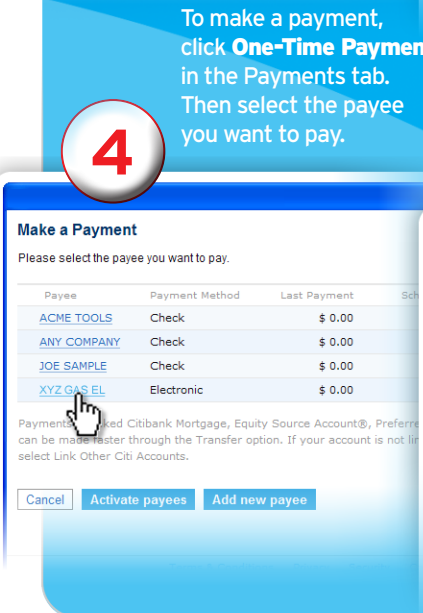 To make a payment,
click One-Time Paymen
in the Payments tab.
Then select the payee
you want to pay.
4
Make a Payment
Please select the payee you want to pay.
Payee Payment Method Last Payment Sch
ACME TOOLS Check $ 0.00
ANY COMPANY Check $ 0.00
JOE SAMPLE Check $ 0.00
XYZ GAS EL Electronic $ 0.00
Payments ked Citibank Mortgage, Equity Source Account®, Preferre
can be made faster through the Transfer option. If your account is not lin
select Link Other Citi Accounts.
Cancel Activate payees Add new payee